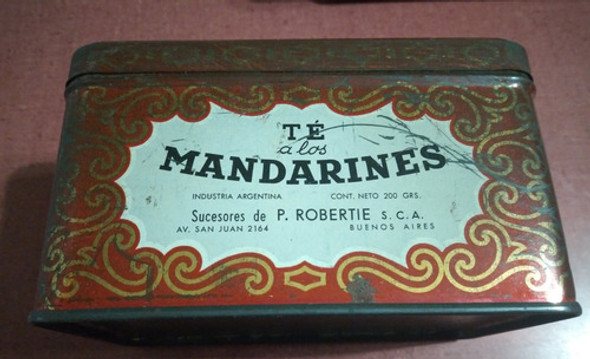 TÉ
a los
MANDARINES
INDUSTRIA ARGENTINA CONT. NETO 200 GRS.
Sucesores de P. ROBERTIE S.C.A.
AV. SAN JUAN 2164 BUENOS AIRES